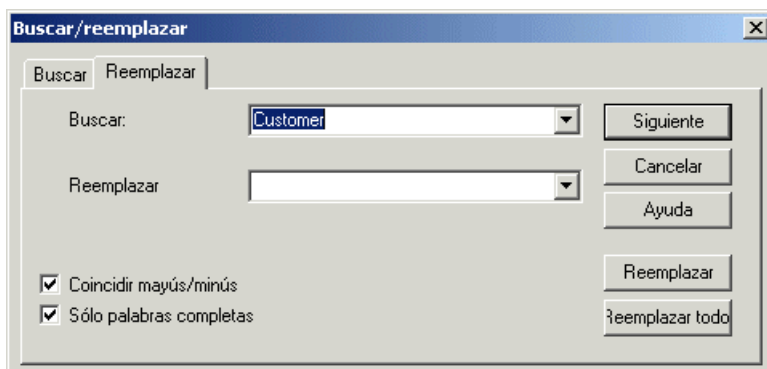 Buscar/reemplazar
Buscar
Reemplazar
Buscar:
Customer
Siguiente
Cancelar
Reemplazar
Ayuda
Coincidir mayús/minús
Reemplazar
Sólo palabras completas
Reemplazar todo